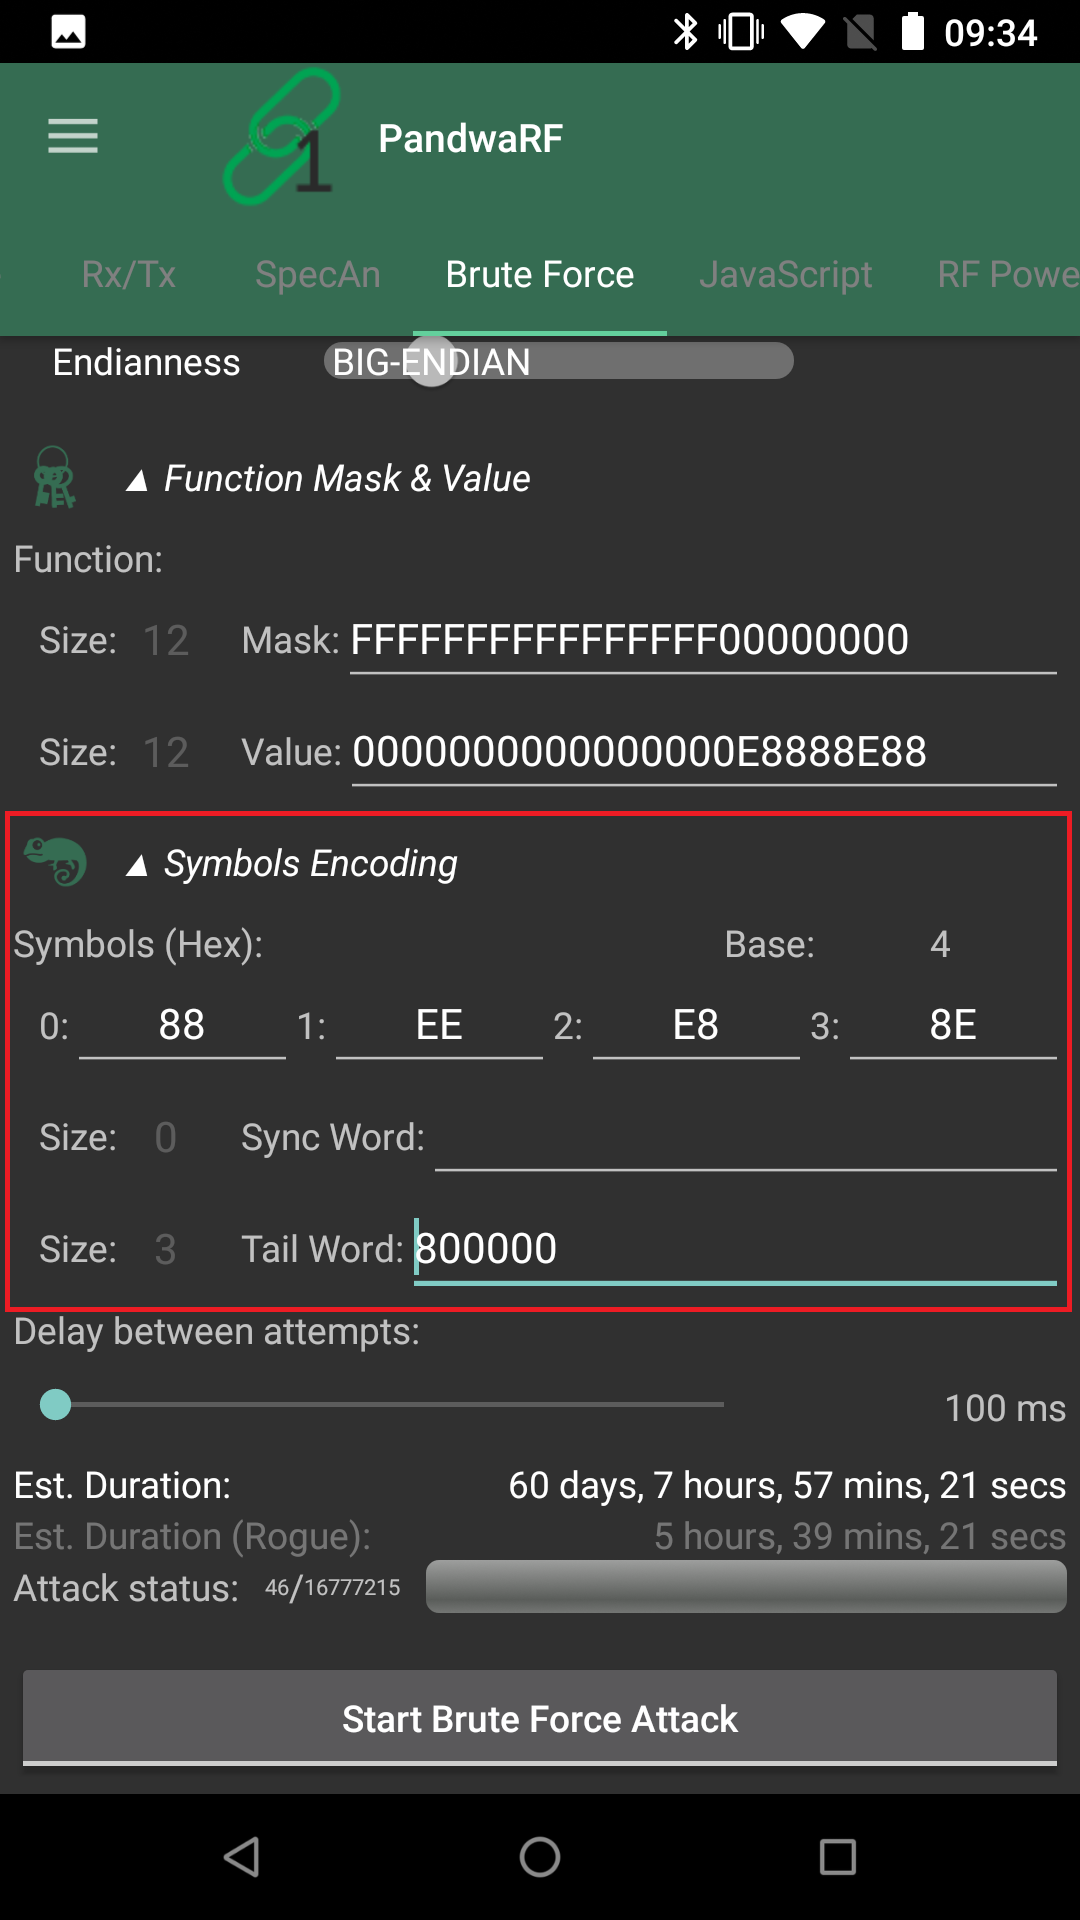 09:34
1 PandwaRF
Rx/Tx SpecAn Brute Force JavaScript RF Powe
Endianness BIG-ENDIAN
▲ Function Mask & Value
Function:
Size: 12 Mask: FFFFFFFFFFFFFFFF00000000
Size: 12 Value: 0000000000000000E8888E88
▲ Symbols Encoding
Symbols (Hex): Base: 4
0: 88 1: EE 2: E8 3: 8E
Size: 0 Sync Word:
Size: 3 Tail Word: 800000
Delay between attempts:
100 ms
Est. Duration: 60 days, 7 hours, 57 mins, 21 secs
Est. Duration (Rogue): 5 hours, 39 mins, 21 secs
Attack status: 46/16777215
Start Brute Force Attack